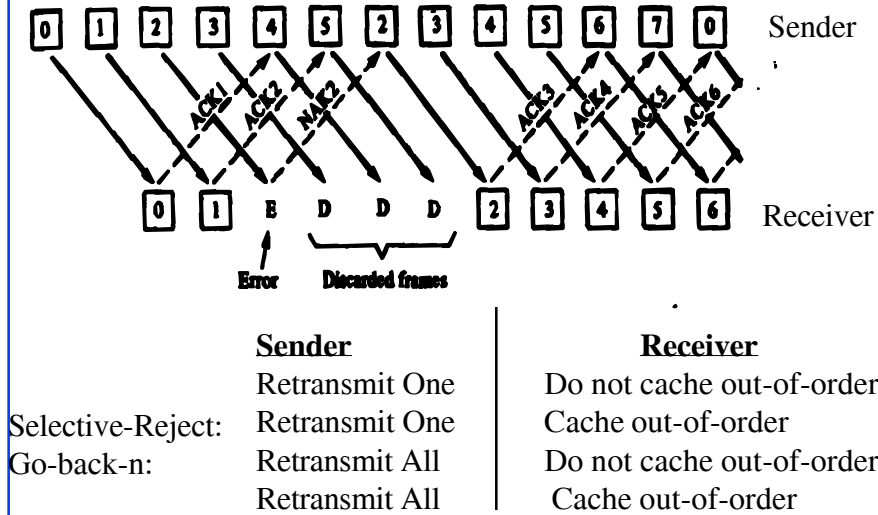 0 1 2 3 4 5 2 3 4 5 6 7 0 Sender
ACK1 ACK2 NAK2 ACK3 ACK4 ACK5 ACK6
0 1 E D D D 2 3 4 5 6 Receiver
Error Discarded frames
Sender Receiver
Retransmit One Do not cache out-of-order
Selective-Reject: Retransmit One Cache out-of-order
Go-back-n: Retransmit All Do not cache out-of-order
Retransmit All Cache out-of-order